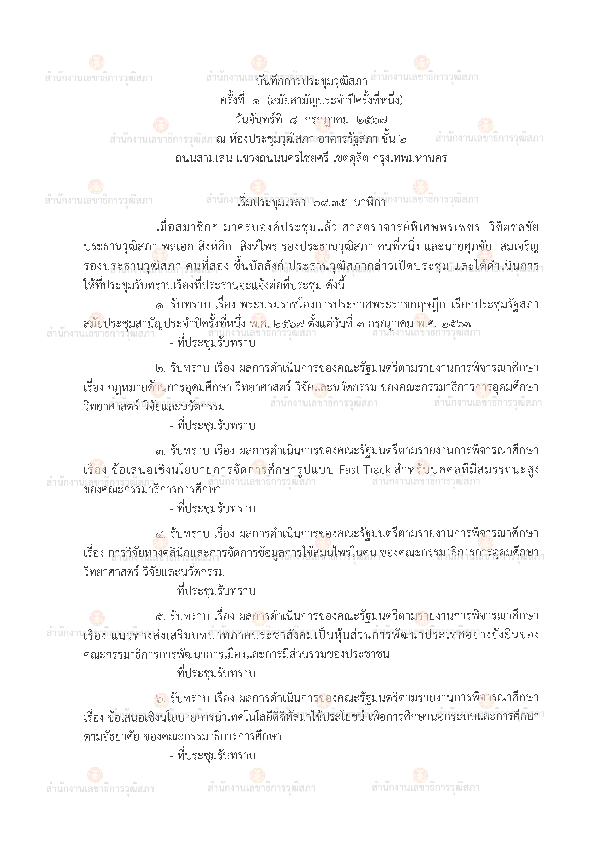 บันทึกการประชุมวุฒิสภา
ครั้งที่ ๑ (สมัยสามัญประจำปีครั้งที่หนึ่ง)
วันจันทร์ที่ ๘ กรกฎาคม ๒๕๖๗
ณ ห้องประชุมวุฒิสภา อาคารรัฐสภา ชั้น ๒
ถนนสามเสน แขวงถนนนครไชยศรี เขตดุสิต กรุงเทพมหานคร
เริ่มประชุมเวลา นาฬิกา
เมื่อสมาชิกฯ มาครบองค์ประชุมแล้ว ศาสตราจารย์พิเศษพรเพชร วิชิตชลชัย
ประธานวุฒิสภา พลเอก สิงห์ศึก สิงห์ไพร รองประธานวุฒิสภา คนที่หนึ่ง และนายศุภชัย สมเจริญ
รองประธานวุฒิสภา คนที่สอง ขึ้นบัลลังก์ ประธานวุฒิสภากล่าวเปิดประชุม และได้ดำเนินการ
ให้ที่ประชุมรับทราบเรื่องที่ประธานจะแจ้งต่อที่ประชุม ดังนี้
๑. รับทราบ เรื่อง พระบรมราชโองการประกาศพระราชกฤษฎีกา เรียกประชุมรัฐสภา
สมัยประชุมสามัญประจำปีครั้งที่หนึ่ง พ.ศ. ๒๕๖๗ ตั้งแต่วันที่ ๓ กรกฎาคม พ.ศ. ๒๕๖๗
- ที่ประชุมรับทราบ
๒. รับทราบ เรื่อง ผลการดำเนินการของคณะรัฐมนตรีตามรายงานการพิจารณาศึกษา
เรื่อง กฎหมายด้านการอุดมศึกษา วิทยาศาสตร์ วิจัยและนวัตกรรม ของคณะกรรมาธิการการอุดมศึกษา
วิทยาศาสตร์ วิจัยและนวัตกรรม
- ที่ประชุมรับทราบ
๓. รับทราบ เรื่อง ผลการดำเนินการของคณะรัฐมนตรีตามรายงานการพิจารณาศึกษา
เรื่อง ข้อเสนอเชิงนโยบายการจัดการศึกษารูปแบบ Fast Track สำหรับบุคคลที่มีสมรรถนะสูง
ของคณะกรรมาธิการการศึกษา
- ที่ประชุมรับทราบ
๔. รับทราบ เรื่อง ผลการดำเนินการของคณะรัฐมนตรีตามรายงานการพิจารณาศึกษา
เรื่อง การวิจัยทางคลินิกและการจัดการข้อมูลการใช้สมุนไพรในคน ของคณะกรรมาธิการการอุดมศึกษา
วิทยาศาสตร์ วิจัยและนวัตกรรม
- ที่ประชุมรับทราบ
๕. รับทราบ เรื่อง ผลการดำเนินการของคณะรัฐมนตรีตามรายงานการพิจารณาศึกษา
เรื่อง แนวทางส่งเสริมบทบาทภาคประชาสังคมเป็นหุ้นส่วนการพัฒนาประเทศอย่างยั่งยืนของ
คณะกรรมาธิการการพัฒนาการเมืองและการมีส่วนร่วมของประชาชน
- ที่ประชุมรับทราบ
๖. รับทราบ เรื่อง ผลการดำเนินการของคณะรัฐมนตรีตามรายงานการพิจารณาศึกษา
เรื่อง ข้อเสนอเชิงนโยบายการนำเทคโนโลยีดิจิทัลมาใช้ประโยชน์ เพื่อการศึกษานอกระบบและการศึกษา
ตามอัธยาศัย ของคณะกรรมาธิการการศึกษา
- ที่ประชุมรับทราบ